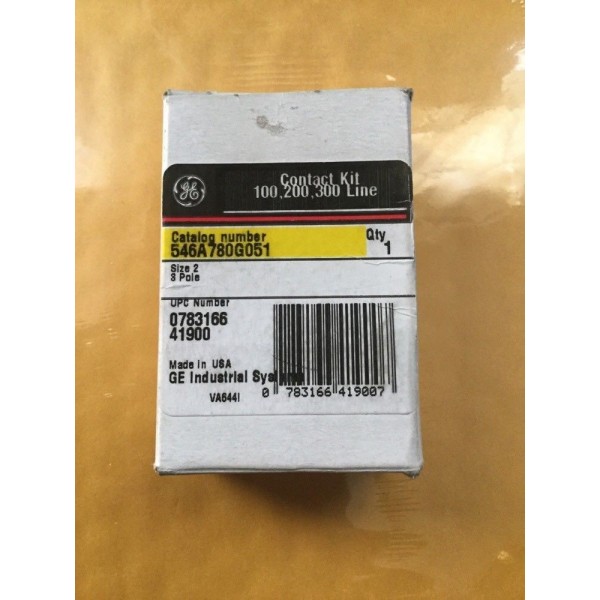 GE
Contact Kit
100,200,300 Line
Catalog number
546A780G051
Qty
1
Size 2
3 Pole
UPC Number
0783166
41900
Made in USA
GE Industrial
VA644I
0 783166 419007